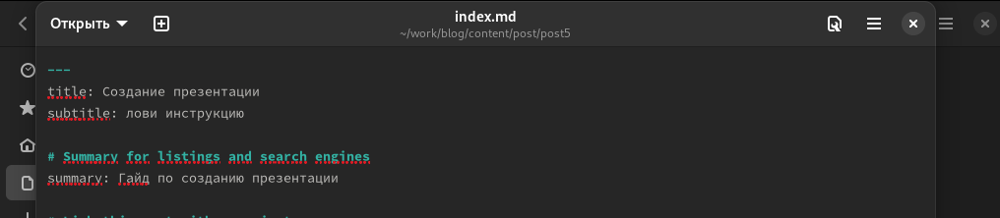 index.md
Открыть
~/work/blog/content/post/post5
---
title: Создание презентации
subtitle: лови инструкцию
# Summary for listings and search engines
summary: Гайд по созданию презентации